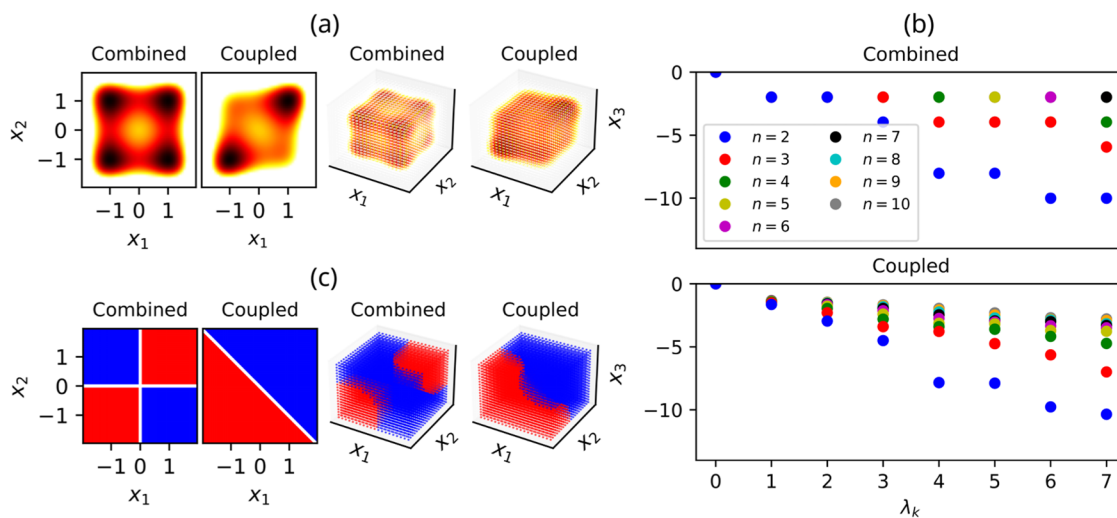 (a)
Combined
Coupled
Combined
Coupled
x₂
1
0
−1
−1 0 1
x₁
−1 0 1
x₁
x₁
x₂
x₁
x₂
x₃
(b)
Combined
0
−5
−10
n = 2
n = 3
n = 4
n = 5
n = 6
n = 7
n = 8
n = 9
n = 10
Coupled
0
−5
−10
0 1 2 3 4 5 6 7
λₖ
(c)
Combined
Coupled
Combined
Coupled
x₂
1
0
−1
−1 0 1
x₁
−1 0 1
x₁
x₁
x₂
x₁
x₂
x₃